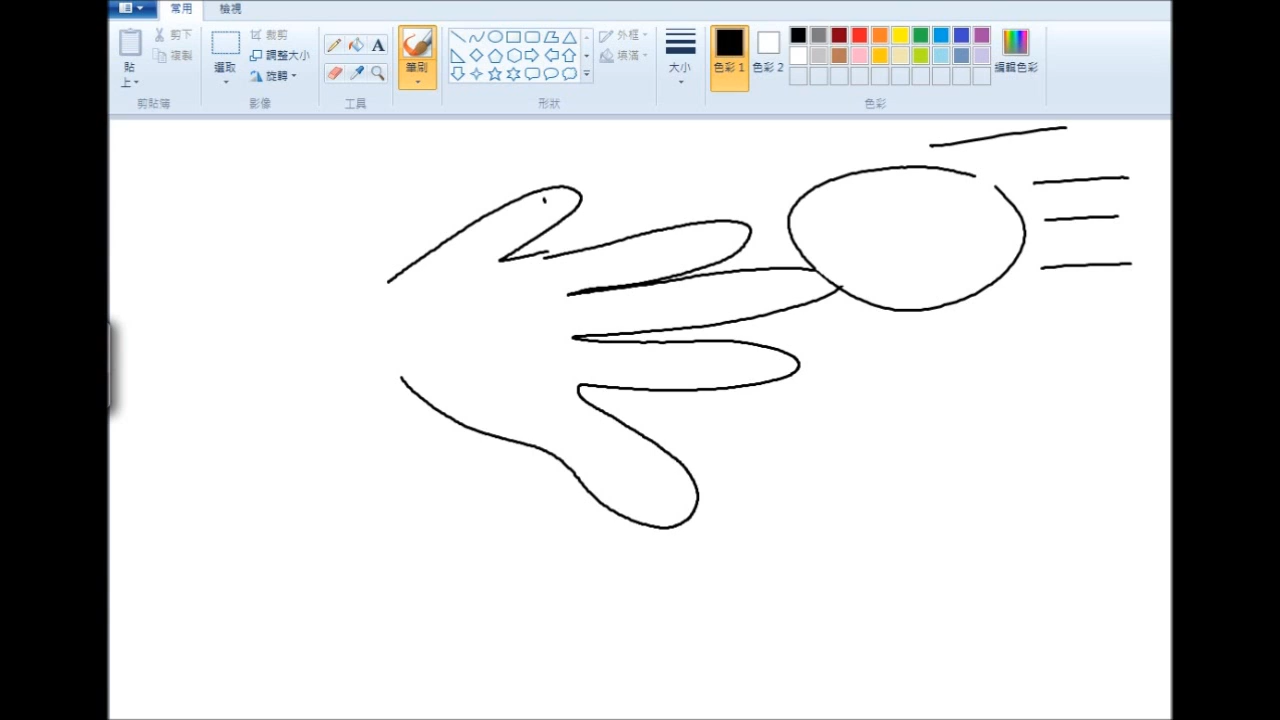 常用 檢視
貼上
剪下
複製
剪貼簿
選取
裁剪
調整大小
旋轉
影像
A
工具
筆刷
外框
填滿
形狀
大小
色彩 1
色彩 2
編輯色彩
色彩